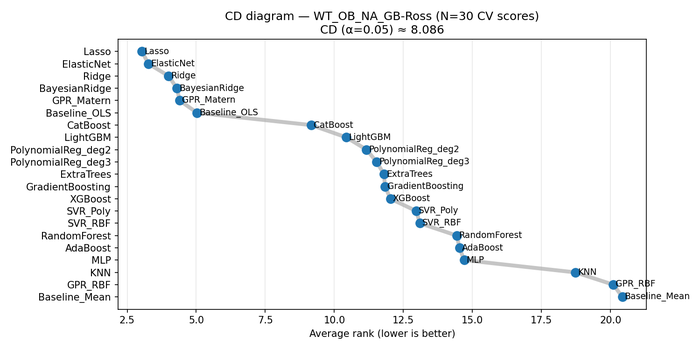 CD diagram — WT_OB_NA_GB-Ross (N=30 CV scores)
CD (α=0.05) ≈ 8.086
Lasso Lasso
ElasticNet ElasticNet
Ridge Ridge
BayesianRidge BayesianRidge
GPR_Matern GPR_Matern
Baseline_OLS Baseline_OLS
CatBoost CatBoost
LightGBM LightGBM
PolynomialReg_deg2 PolynomialReg_deg2
PolynomialReg_deg3 PolynomialReg_deg3
ExtraTrees ExtraTrees
GradientBoosting GradientBoosting
XGBoost XGBoost
SVR_Poly SVR_Poly
SVR_RBF SVR_RBF
RandomForest RandomForest
AdaBoost AdaBoost
MLP MLP
KNN KNN
GPR_RBF GPR_RBF
Baseline_Mean Baseline_Mean
2.5 5.0 7.5 10.0 12.5 15.0 17.5 20.0
Average rank (lower is better)